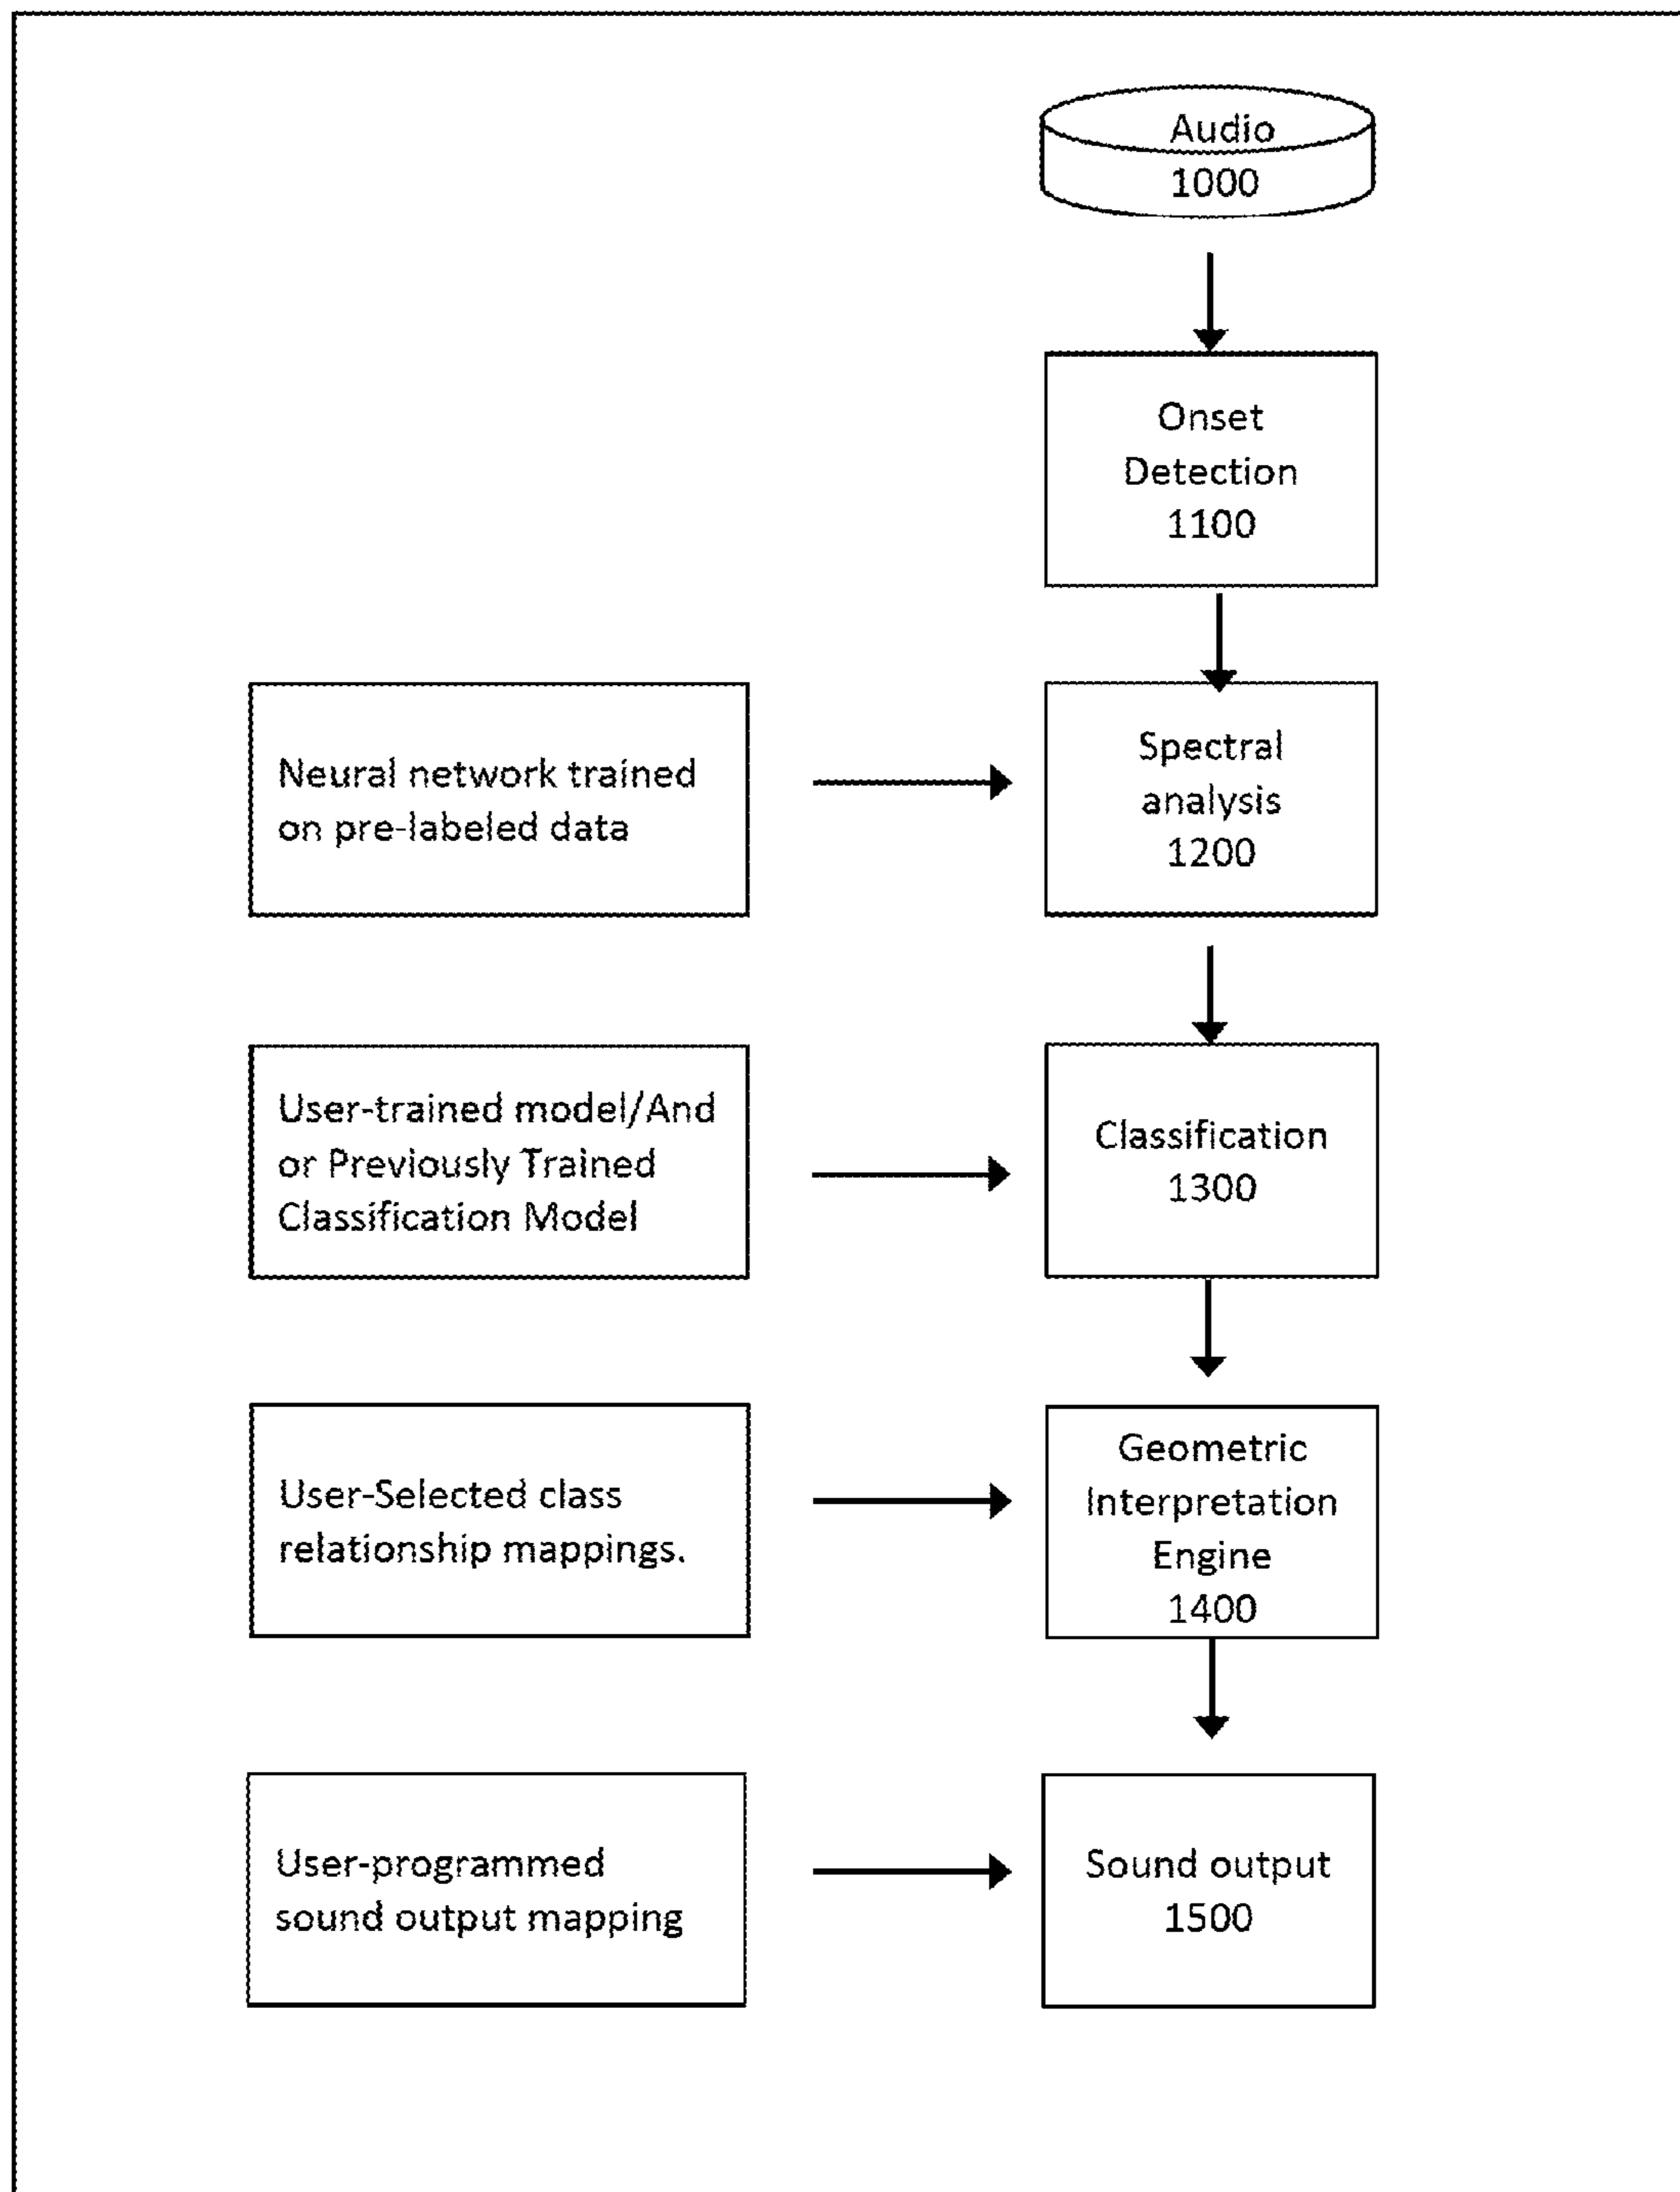 Audio
1000
Onset
Detection
1100
Neural network trained
on pre-labeled data
Spectral
analysis
1200
User-trained model/And
or Previously Trained
Classification Model
Classification
1300
User-Selected class
relationship mappings.
Geometric
Interpretation
Engine
1400
User-programmed
sound output mapping
Sound output
1500